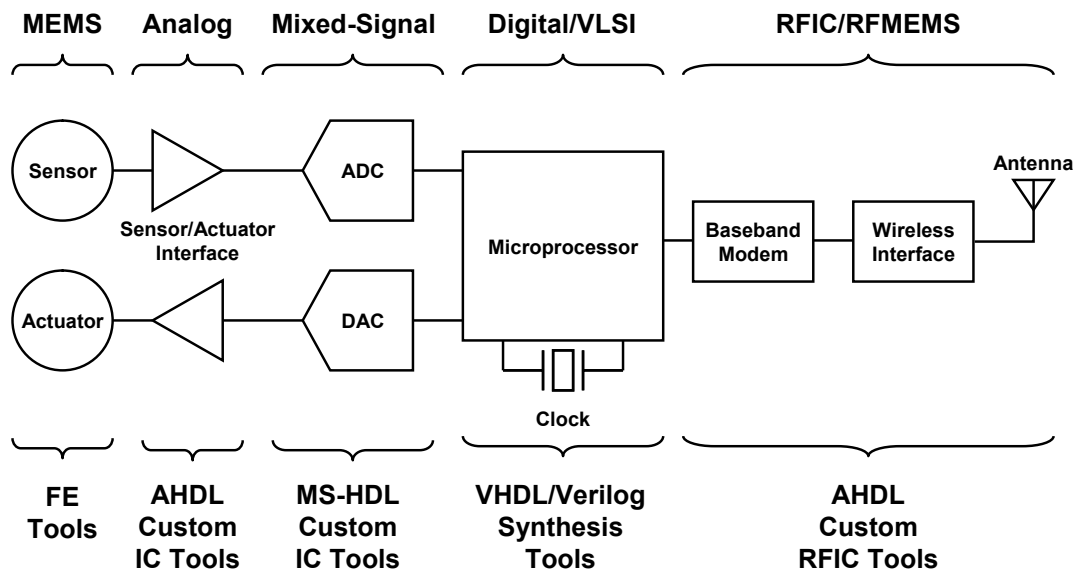 MEMS
Analog
Mixed-Signal
Digital/VLSI
RFIC/RFMEMS
Sensor
ADC
Antenna
Sensor/Actuator
Interface
Microprocessor
Baseband
Modem
Wireless
Interface
Actuator
DAC
Clock
FE
Tools
AHDL
Custom
IC Tools
MS-HDL
Custom
IC Tools
VHDL/Verilog
Synthesis
Tools
AHDL
Custom
RFIC Tools